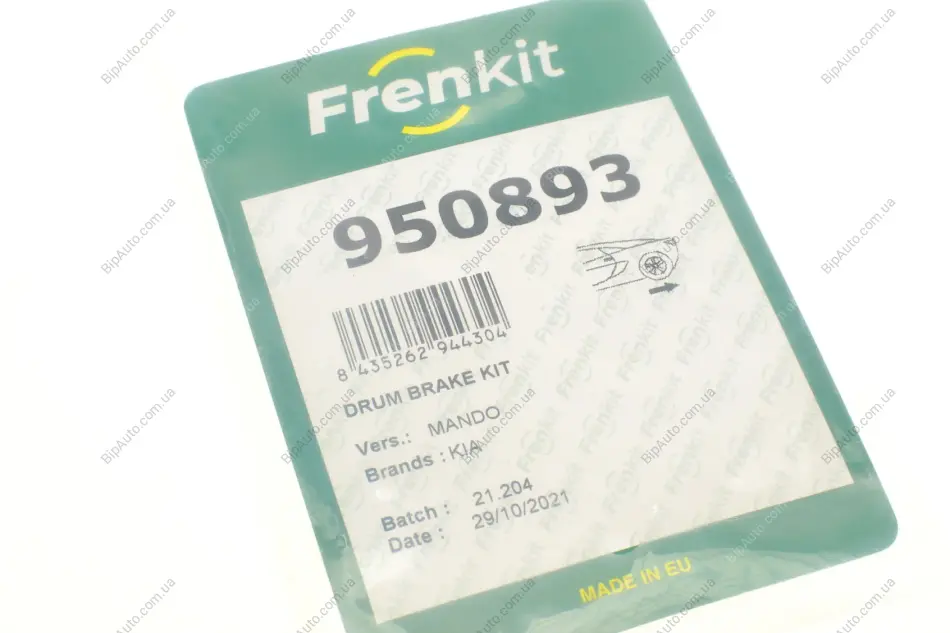 Frenkit
950893
8 435262 944304
DRUM BRAKE KIT
Vers.: MANDO
Brands : KIA
Batch : 21.204
Date : 29/10/2021
MADE IN EU
BipAuto.com.ua